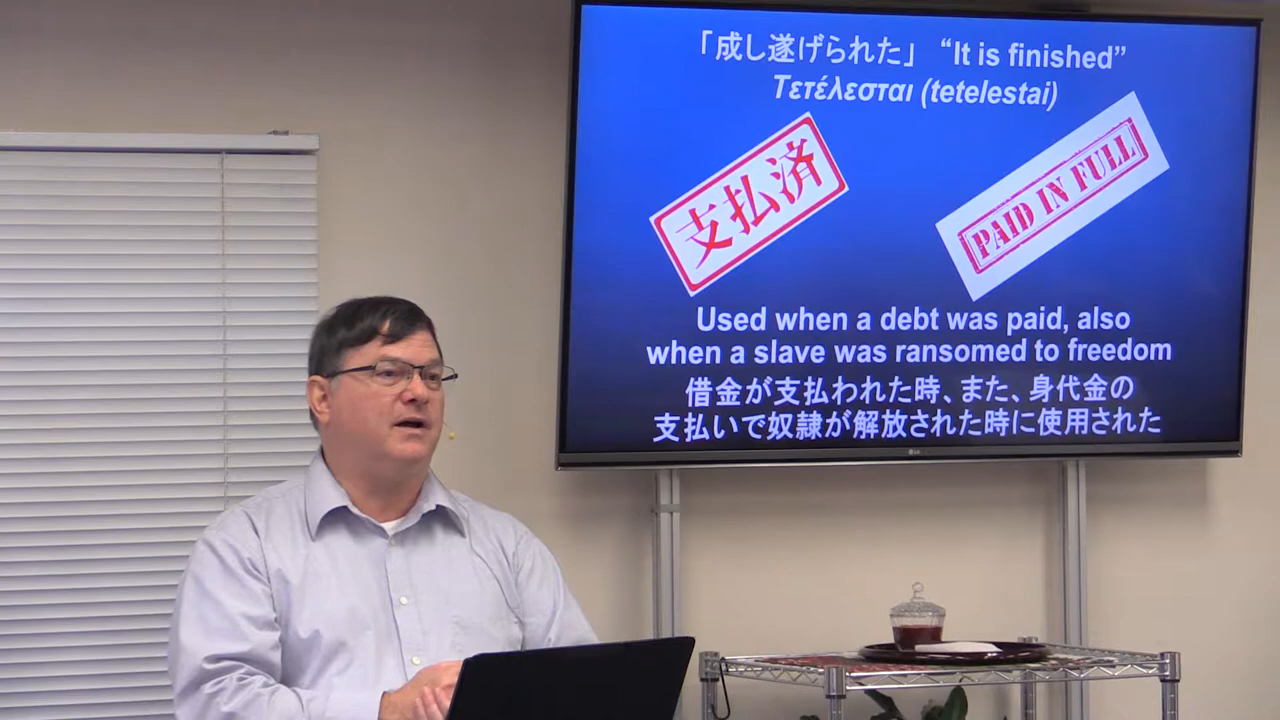 「成し遂げられた」 “It is finished”
Τετέλεσται (tetelestai)
支払済
PAID IN FULL
Used when a debt was paid, also
when a slave was ransomed to freedom
借金が支払われた時、また、身代金の
支払いで奴隷が解放された時に使用された
LG